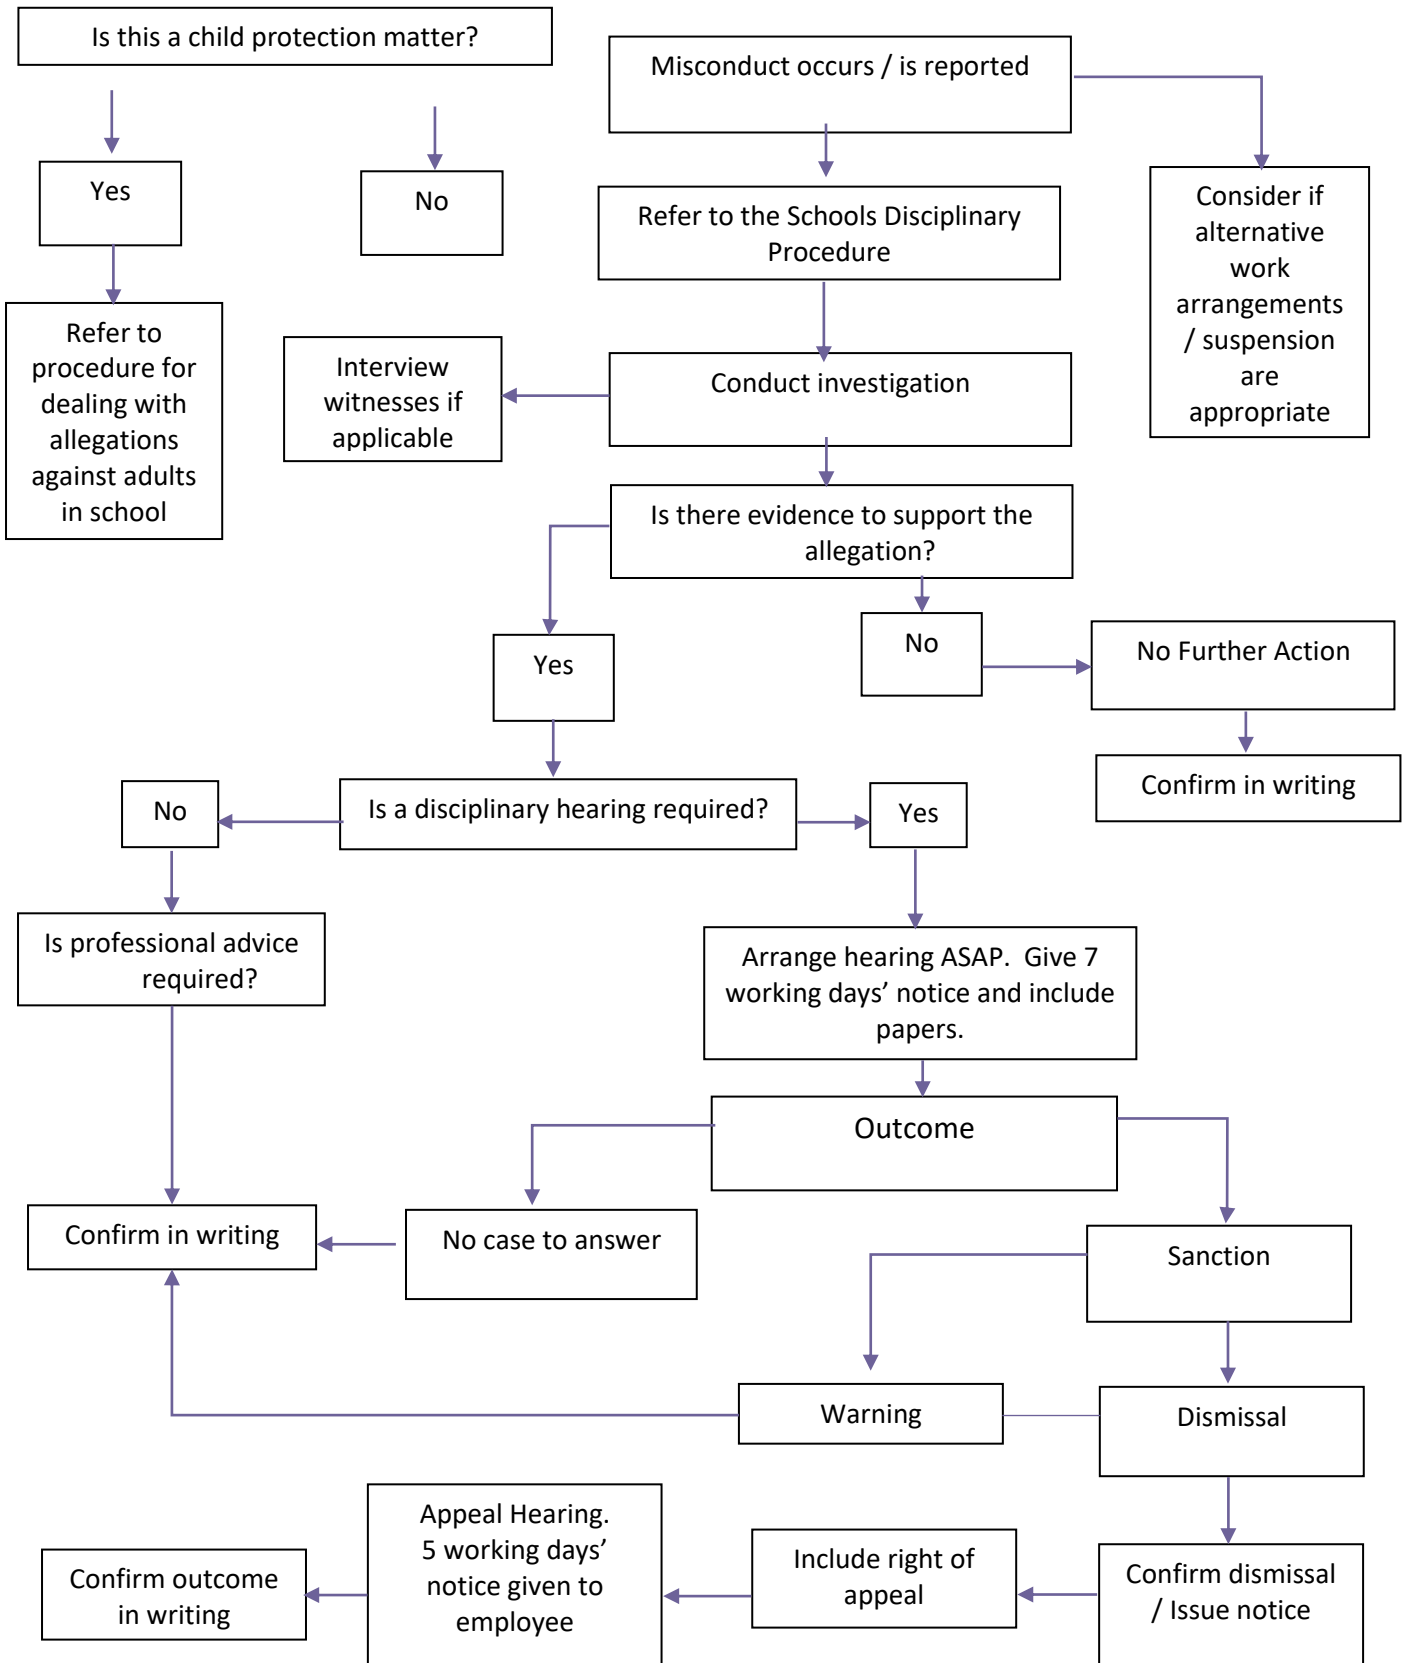 Is this a child protection matter?
Misconduct occurs / is reported
Yes
No
Refer to the Schools Disciplinary
Procedure
Consider if
alternative
work
arrangements
/ suspension
are
appropriate
Refer to
procedure for
dealing with
allegations
against adults
in school
Interview
witnesses if
applicable
Conduct investigation
Is there evidence to support the
allegation?
Yes
No
No Further Action
Confirm in writing
No
Is a disciplinary hearing required?
Yes
Is professional advice
required?
Arrange hearing ASAP.  Give 7
working days’ notice and include
papers.
Outcome
Confirm in writing
No case to answer
Sanction
Warning
Dismissal
Confirm outcome
in writing
Appeal Hearing.
5 working days’
notice given to
employee
Include right of
appeal
Confirm dismissal
/ Issue notice